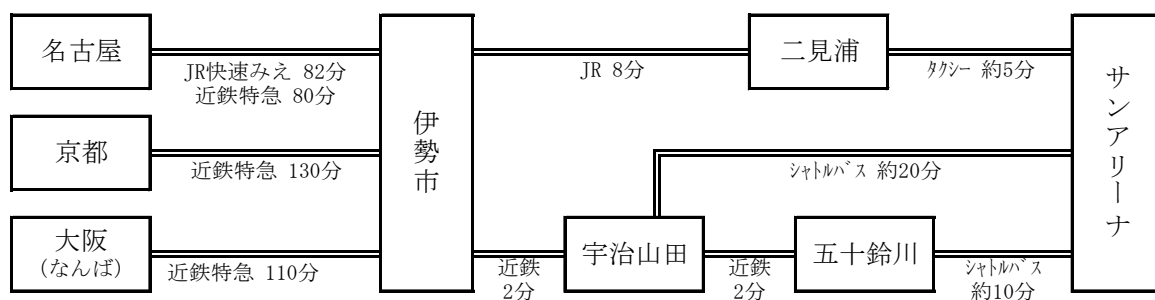 名古屋
JR快速みえ 82分
近鉄特急 80分
京都
近鉄特急 130分
大阪
(なんば)
近鉄特急 110分
伊勢市
JR 8分
二見浦
ﾀｸｼｰ 約5分
ｼｬﾄﾙﾊﾞｽ 約20分
近鉄
2分
宇治山田
近鉄
2分
五十鈴川
ｼｬﾄﾙﾊﾞｽ
約10分
サンアリーナ